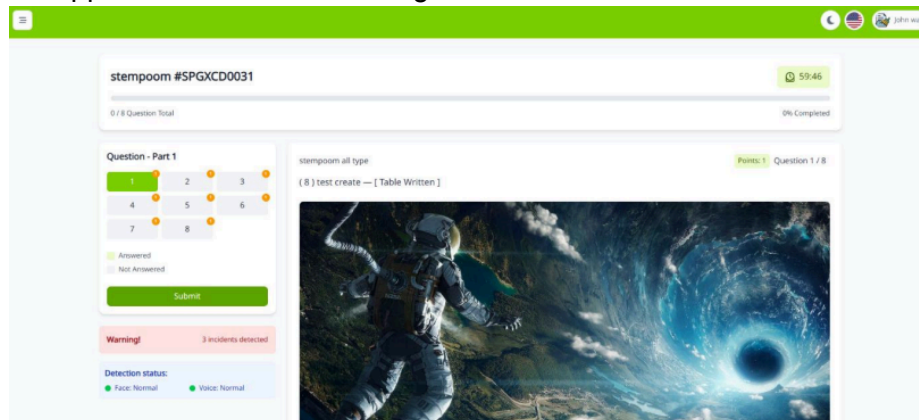 stempoom #SPGXCD0031
59:46
0 / 8 Question Total
0% Completed
Question - Part 1
1 2 3
4 5 6
7 8
Answered
Not Answered
Submit
Warning! 3 incidents detected
Detection status:
Face: Normal Voice: Normal
stempoom all type
Points: 1 Question 1 / 8
( 8 ) test create — [ Table Written ]